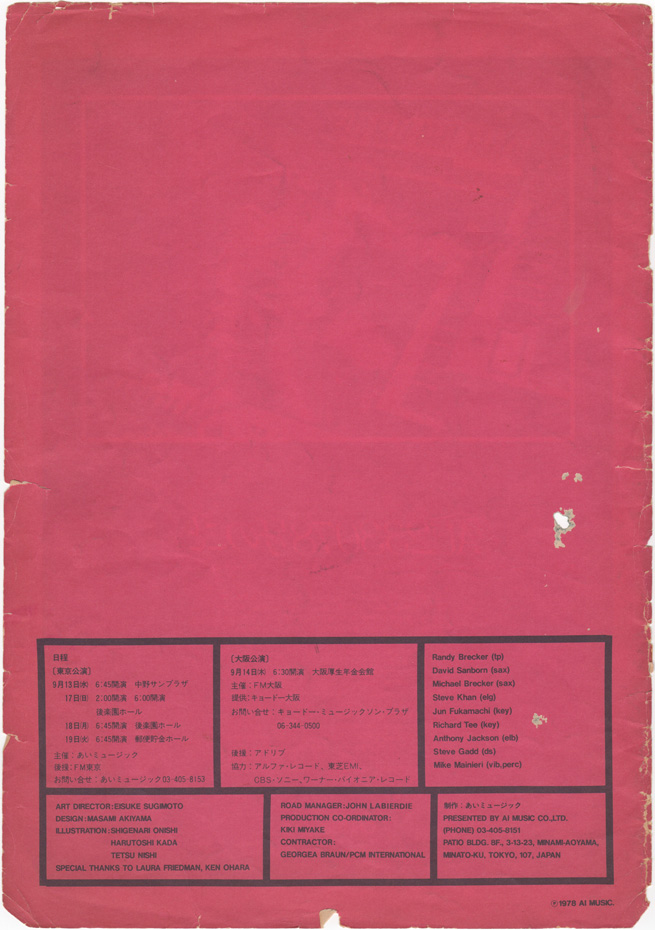 日程
〔東京公演〕
9月13日(水) 6:45開演 中野サンプラザ
17日(日) 2:00開演 6:00開演
後楽園ホール
18日(月) 6:45開演 後楽園ホール
19日(火) 6:45開演 郵便貯金ホール
主催:あいミュージック
後援:FM東京
お問い合せ:あいミュージック03-405-8153
〔大阪公演〕
9月14日(木) 6:30開演 大阪厚生年金会館
主催:FM大阪
提供:キョードー大阪
お問い合せ:キョードー・ミュージックソン・プラザ
06-344-0500
後援:アドリブ
協力:アルファ・レコード、東芝EMI、
CBS・ソニー、ワーナー・パイオニア・レコード
Randy Brecker (tp)
David Sanborn (sax)
Michael Brecker (sax)
Steve Khan (elg)
Jun Fukamachi (key)
Richard Tee (key)
Anthony Jackson (elb)
Steve Gadd (ds)
Mike Mainieri (vib,perc)
ART DIRECTOR:EISUKE SUGIMOTO
DESIGN:MASAMI AKIYAMA
ILLUSTRATION:SHIGENARI ONISHI
HARUTOSHI KADA
TETSU NISHI
SPECIAL THANKS TO LAURA FRIEDMAN, KEN OHARA
ROAD MANAGER:JOHN LABIERDIE
PRODUCTION CO-ORDINATOR:
KIKI MIYAKE
CONTRACTOR:
GEORGEA BRAUN/PCM INTERNATIONAL
制作:あいミュージック
PRESENTED BY AI MUSIC CO.,LTD.
(PHONE) 03-405-8151
PATIO BLDG. 8F., 3-13-23, MINAMI-AOYAMA,
MINATO-KU, TOKYO, 107, JAPAN
Ⓟ1978 AI MUSIC.